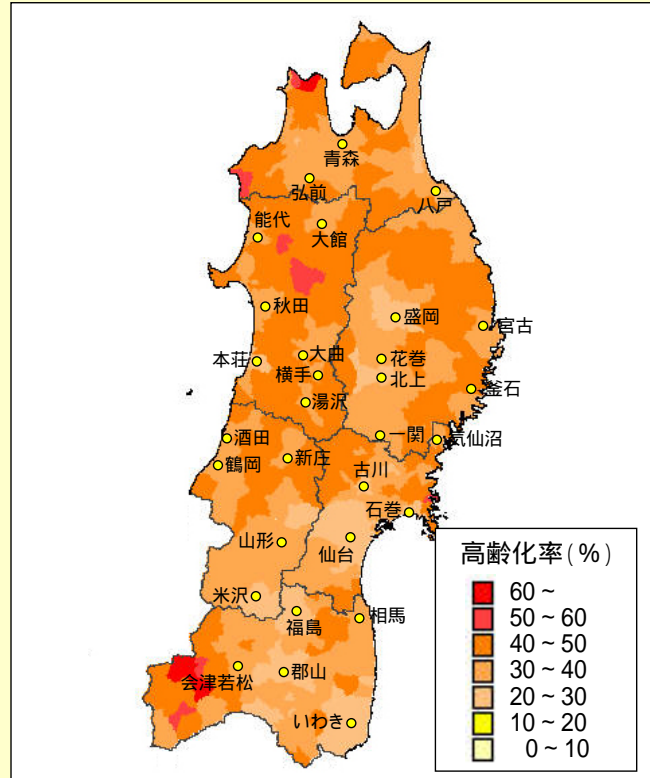 青森
弘前
八戸
能代
大館
秋田
盛岡
宮古
大曲
花巻
本荘
横手
北上
釜石
湯沢
酒田
一関
気仙沼
新庄
鶴岡
古川
石巻
山形
仙台
高齢化率(%)
60~
50~60
米沢
相馬
福島
40~50
30~40
会津若松
郡山
20~30
いわき
10~20
0~10